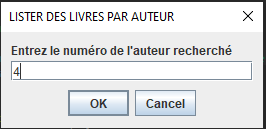 LISTER DES LIVRES PAR AUTEUR
Entrez le numéro de l'auteur recherché
4
OK Cancel